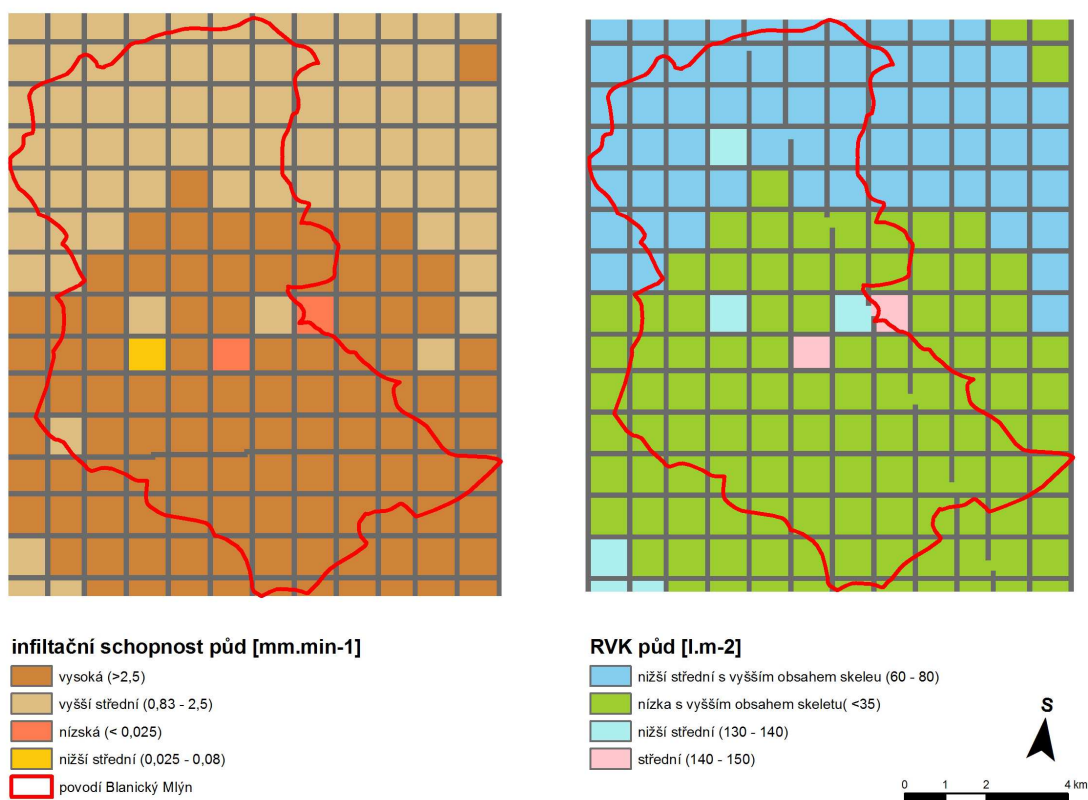 infiltační schopnost půd [mm.min-1]
vysoká (>2,5)
vyšší střední (0,83 - 2,5)
nízská (< 0,025)
nižší střední (0,025 - 0,08)
povodí Blanický Mlýn
RVK půd [l.m-2]
nižší střední s vyšším obsahem skeleu (60 - 80)
nízka s vyšším obsahem skeletu( <35)
nižší střední (130 - 140)
střední (140 - 150)
S
0 1 2 4 km